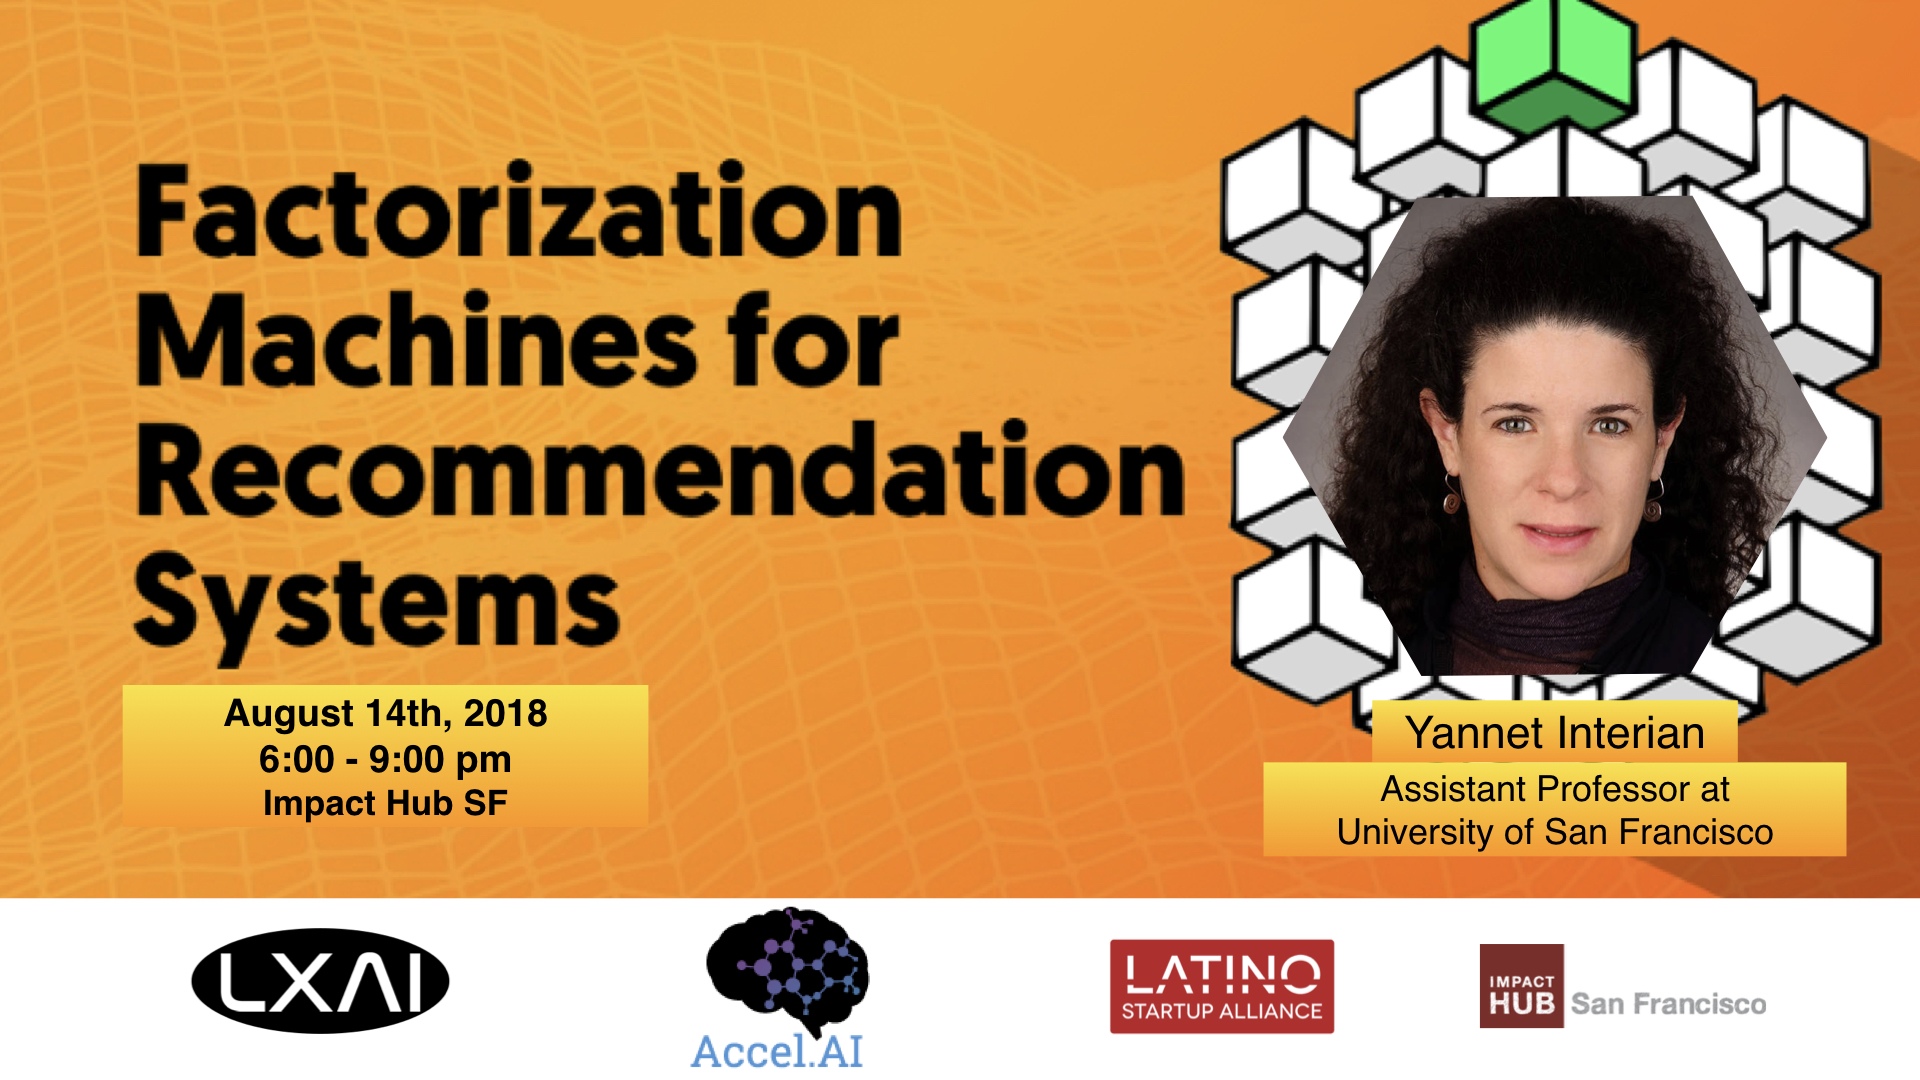 Factorization
Machines for
Recommendation
Systems
August 14th, 2018
6:00 - 9:00 pm
Impact Hub SF
Yannet Interian
Assistant Professor at
University of San Francisco
LXAI
Accel.AI
LATINO
STARTUP ALLIANCE
IMPACT
HUB San Francisco